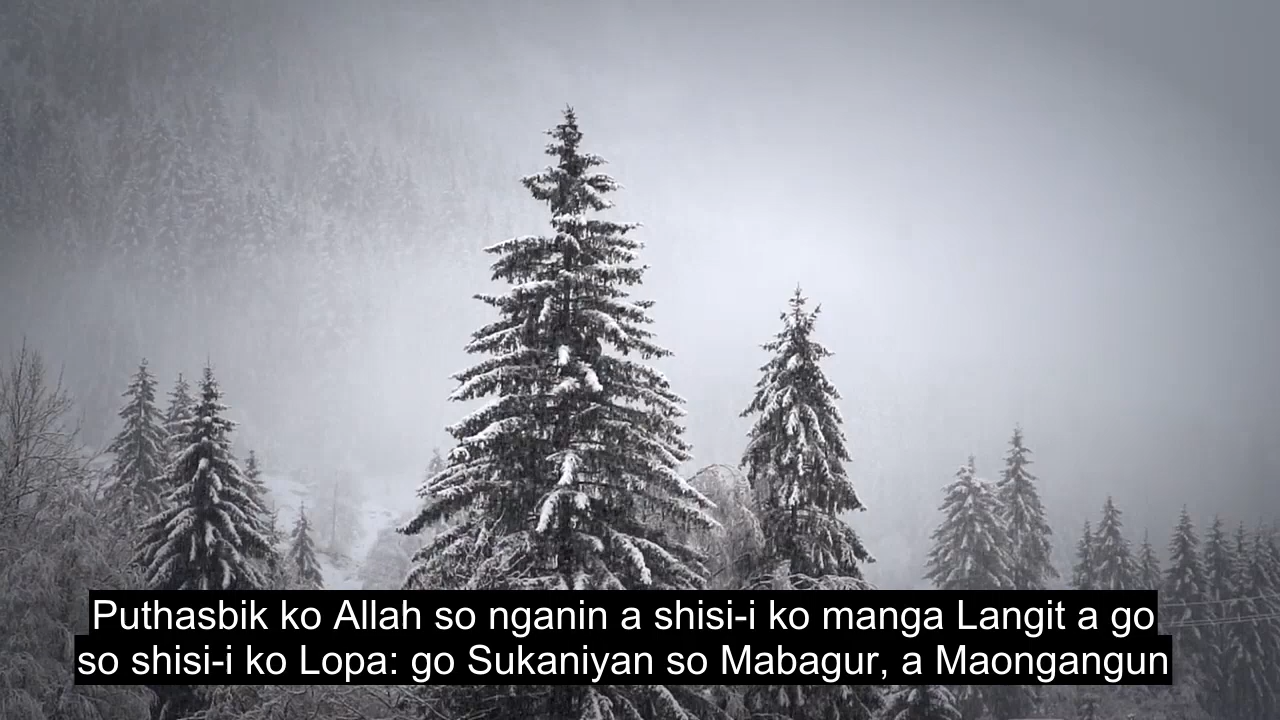 Puthasbik ko Allah so nganin a shisi-i ko manga Langit a go
so shisi-i ko Lopa: go Sukaniyan so Mabagur, a Maongangun